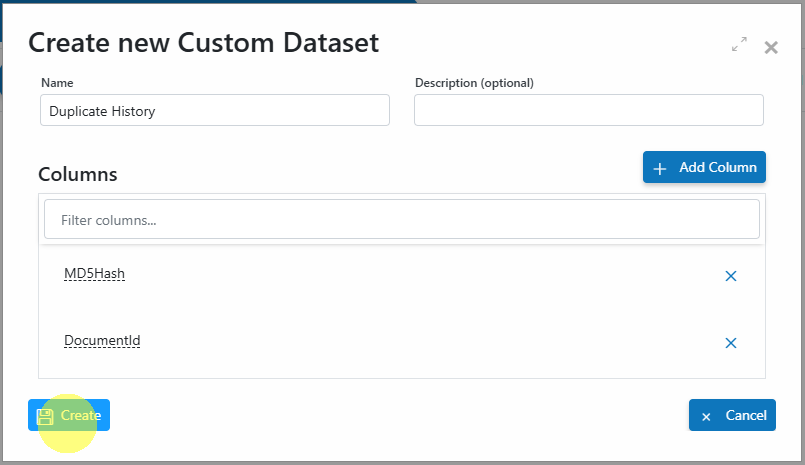 Create new Custom Dataset
Name
Description (optional)
Duplicate History
Columns
Add Column
Filter columns...
MD5Hash
DocumentId
Create
Cancel